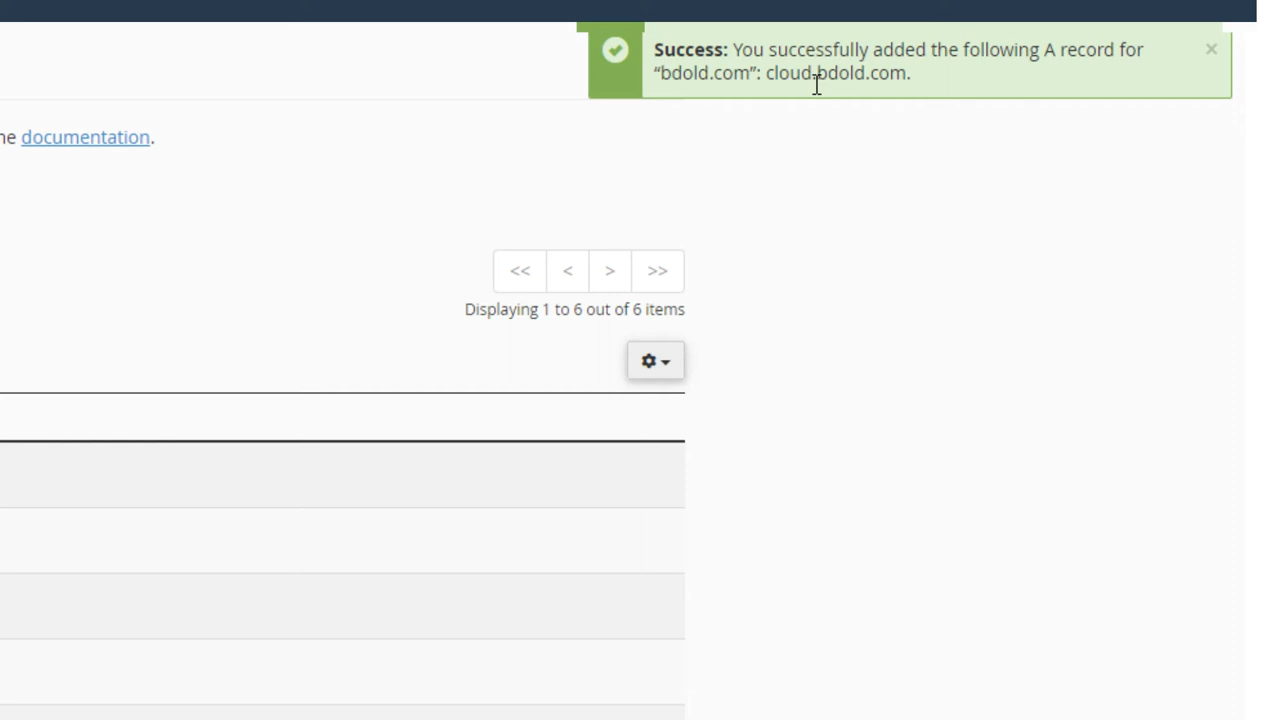 Success: You successfully added the following A record for
“bdold.com”: cloud.bdold.com.
×
he documentation.
<< < > >>
Displaying 1 to 6 out of 6 items